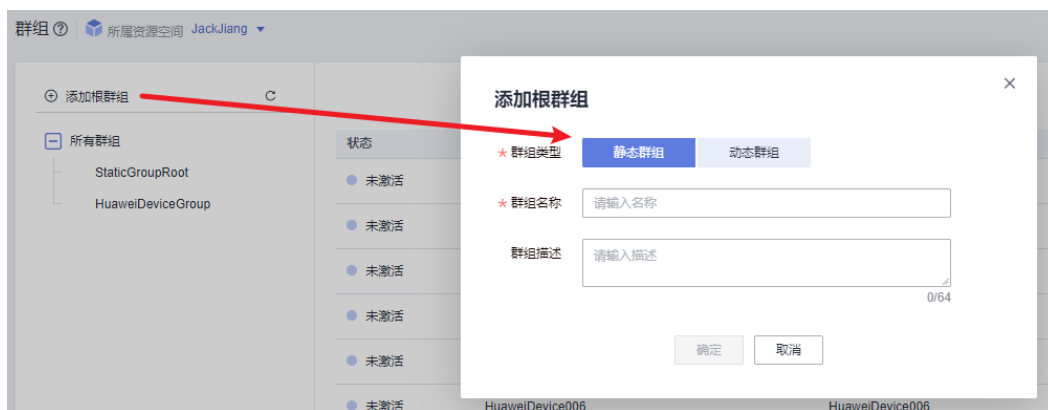 群组 所属资源空间 JackJiang
添加根群组
所有群组
StaticGroupRoot
HuaweiDeviceGroup
状态
未激活
未激活
未激活
未激活
未激活
未激活 HuaweiDevice006 HuaweiDevice006
添加根群组
* 群组类型 静态群组 动态群组
* 群组名称 请输入名称
群组描述 请输入描述
0/64
确定 取消